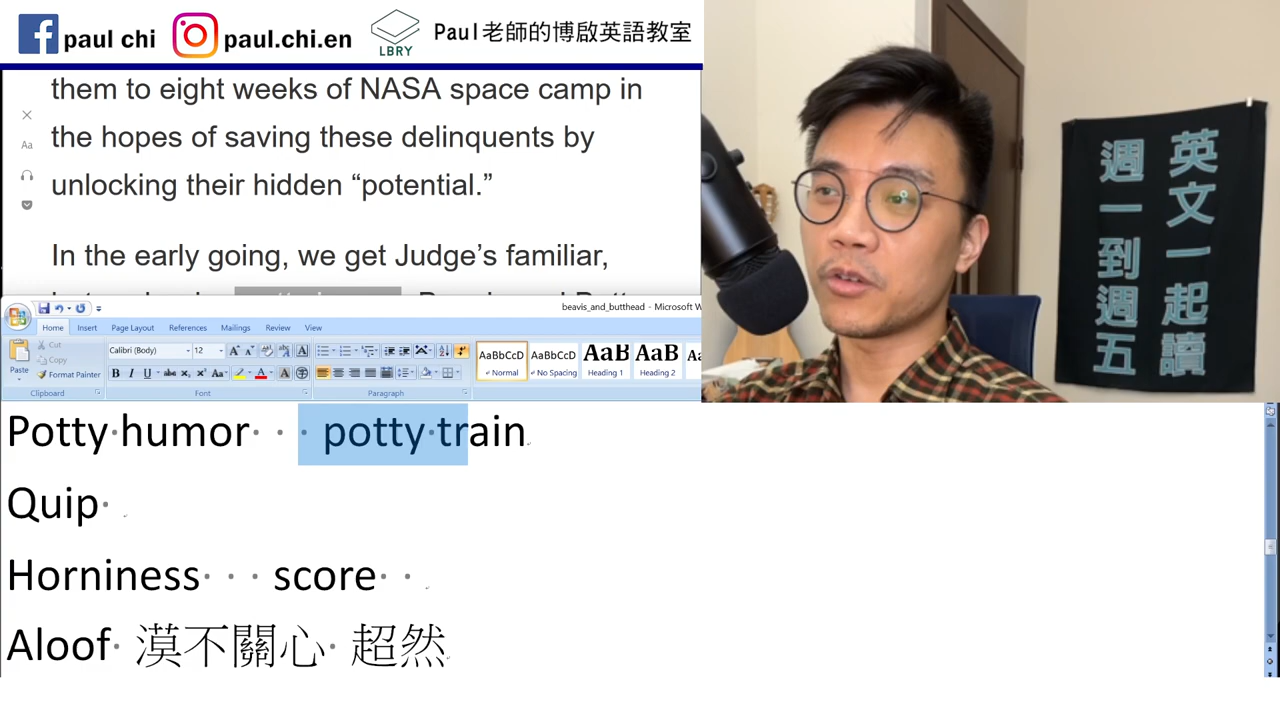 paul chi
paul.chi.en
LBRY
Paul老師的博啟英語教室
them to eight weeks of NASA space camp in
the hopes of saving these delinquents by
unlocking their hidden “potential.”
In the early going, we get Judge’s familiar,
beavis_and_butthead - Microsoft W
Home Insert Page Layout References Mailings Review View
Paste
Cut
Copy
Format Painter
Calibri (Body) 12
AaBbCcD
Normal
AaBbCcD
No Spacing
AaBb
Heading 1
AaBb
Heading 2
Clipboard
Font
Paragraph
Potty humor potty train
Quip
Horniness score
Aloof 漠不關心 超然
英文一起讀
週一到週五